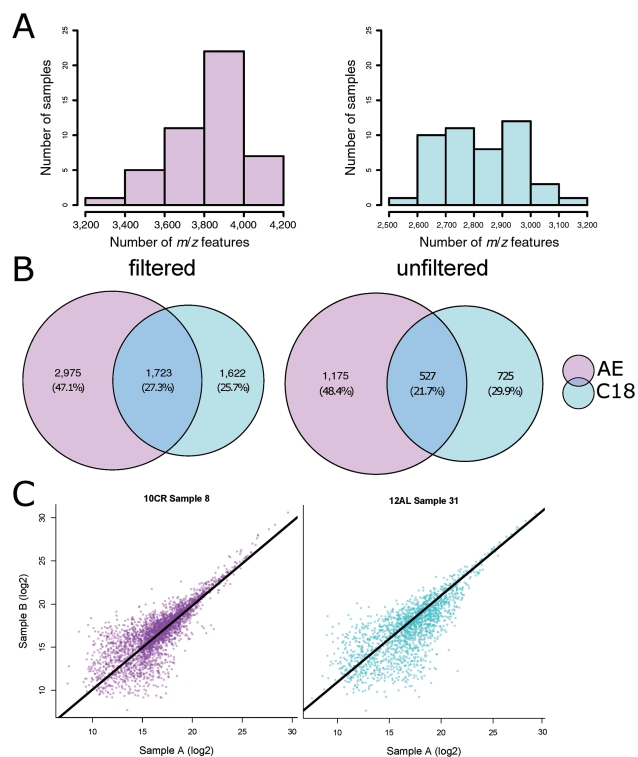 A
Number of samples
25
20
15
10
5
0
3,200 3,400 3,600 3,800 4,000 4,200
Number of m/z features
Number of samples
25
20
15
10
5
0
2,500 2,600 2,700 2,800 2,900 3,000 3,100 3,200
Number of m/z features
B
filtered
2,975
(47.1%)
1,723
(27.3%)
1,622
(25.7%)
unfiltered
1,175
(48.4%)
527
(21.7%)
725
(29.9%)
AE
C18
C
10CR Sample 8
Sample B (log2)
30
25
20
15
10
10 15 20 25 30
Sample A (log2)
12AL Sample 31
10 15 20 25 30
Sample A (log2)